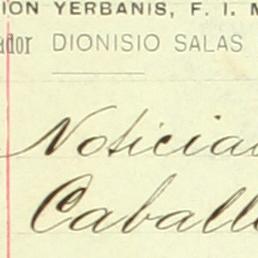 ION YERBANIS, F. I. M
ador DIONISIO SALAS
Noticia
Caball